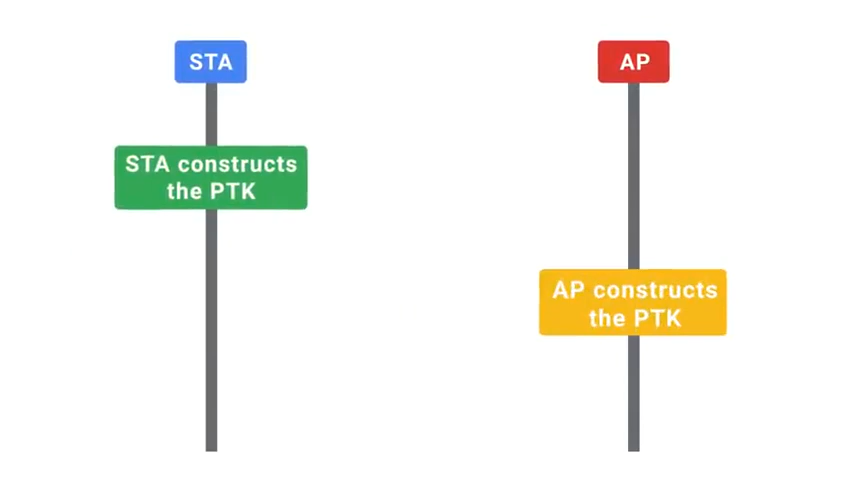 STA
AP
STA constructs
the PTK
AP constructs
the PTK